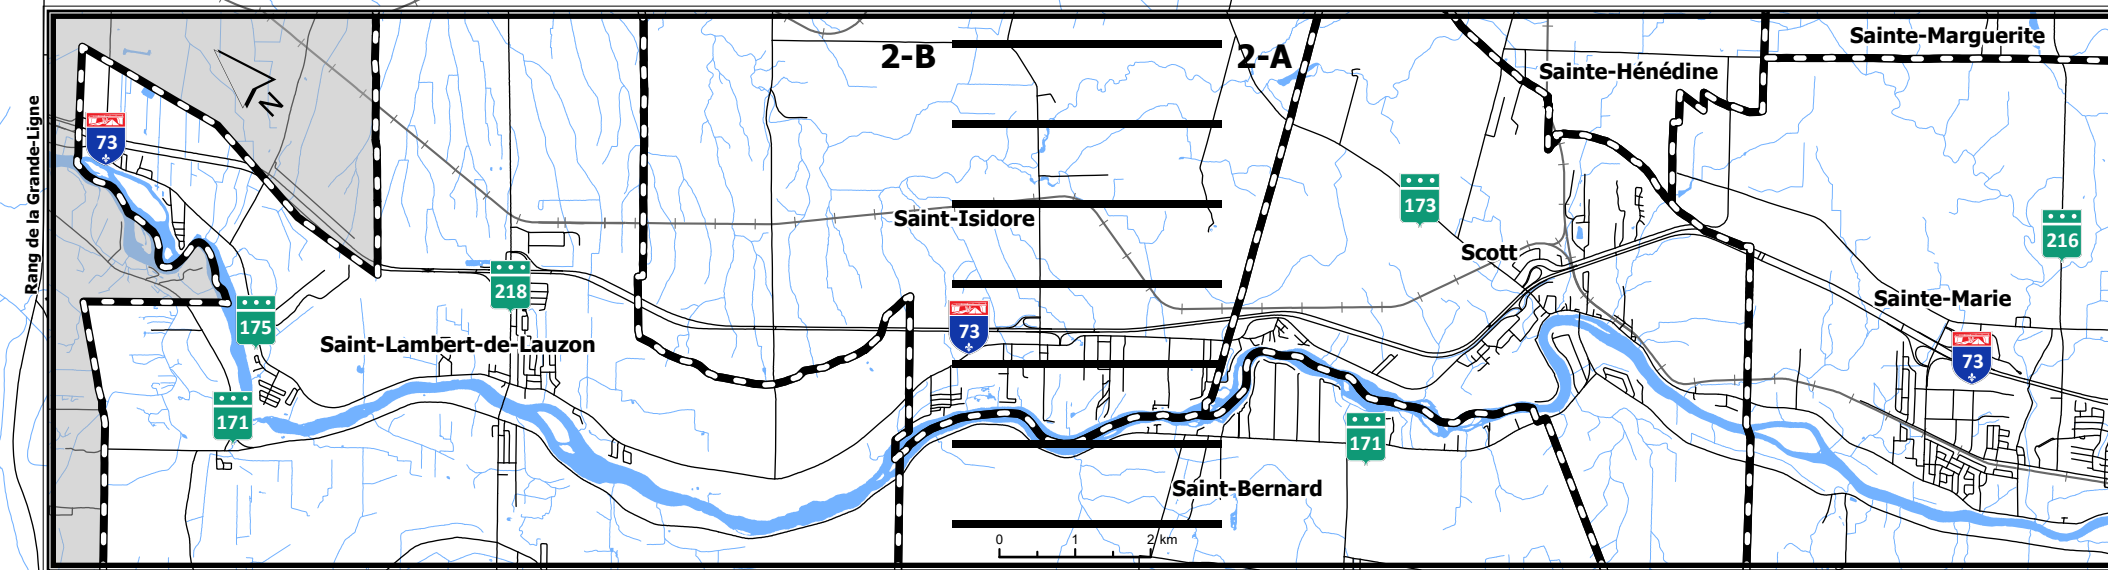 Sainte-Marguerite
2-B
2-A
Sainte-Hénédine
N
Rang de la Grande-Ligne
73
173
Saint-Isidore
216
Scott
218
Sainte-Marie
175
73
Saint-Lambert-de-Lauzon
73
171
171
Saint-Bernard
0 1 2 km